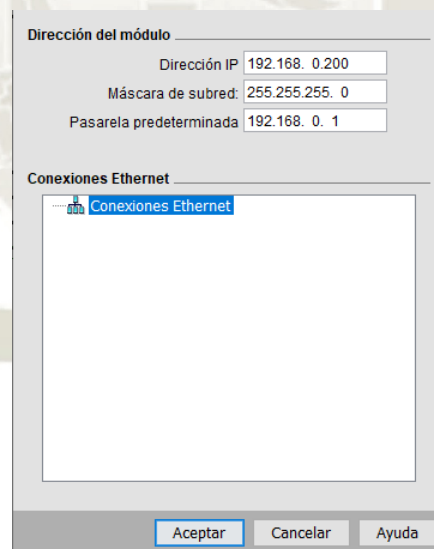 Dirección del módulo
Dirección IP 192.168. 0.200
Máscara de subred: 255.255.255. 0
Pasarela predeterminada 192.168. 0. 1
Conexiones Ethernet
Conexiones Ethernet
Aceptar Cancelar Ayuda